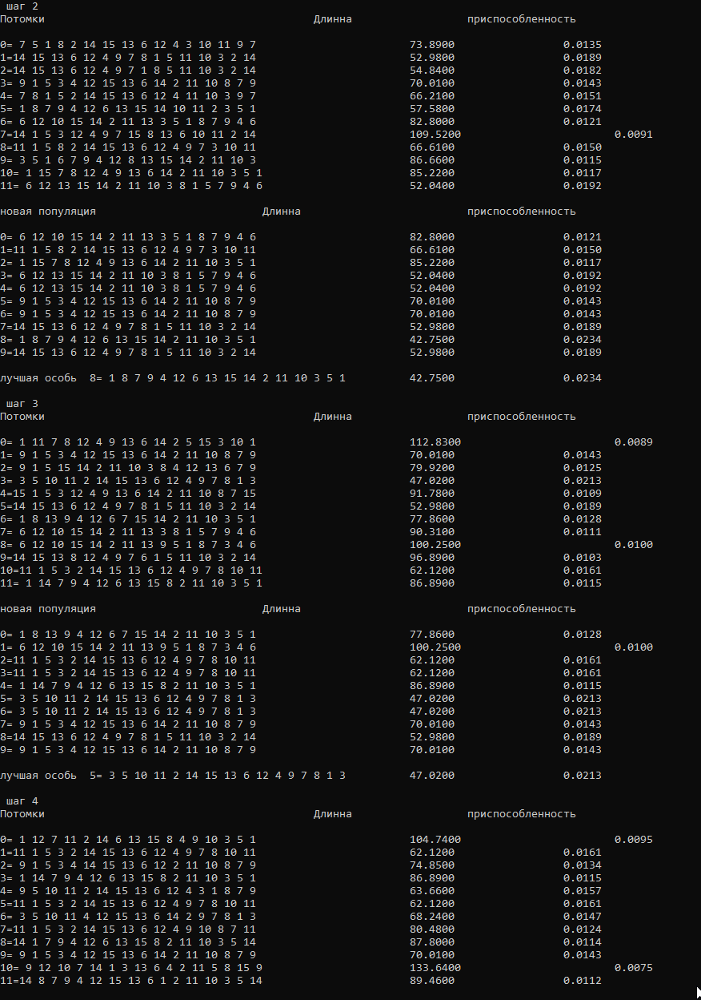 шаг 2
Потомки Длинна приспособленность
0= 7 5 1 8 2 14 15 13 6 12 4 3 10 11 9 7 73.8900 0.0135
1=14 15 13 6 12 4 9 7 8 1 5 11 10 3 2 14 52.9800 0.0189
2=14 15 13 6 12 4 9 7 1 8 5 11 10 3 2 14 54.8400 0.0182
3= 9 1 5 3 4 12 15 13 6 14 2 11 10 8 7 9 70.0100 0.0143
4= 7 8 1 5 2 14 15 13 6 12 4 11 10 3 9 7 66.2100 0.0151
5= 1 8 7 9 4 12 6 13 15 14 10 11 2 3 5 1 57.5800 0.0174
6= 6 12 10 15 14 2 11 13 3 5 1 8 7 9 4 6 82.8000 0.0121
7=14 1 5 3 12 4 9 7 15 8 13 6 10 11 2 14 109.5200 0.0091
8=11 1 5 8 2 14 15 13 6 12 4 9 7 3 10 11 66.6100 0.0150
9= 3 5 1 6 7 9 4 12 8 13 15 14 2 11 10 3 86.6600 0.0115
10= 1 15 7 8 12 4 9 13 6 14 2 11 10 3 5 1 85.2200 0.0117
11= 6 12 13 15 14 2 11 10 3 8 1 5 7 9 4 6 52.0400 0.0192
новая популяция Длинна приспособленность
0= 6 12 10 15 14 2 11 13 3 5 1 8 7 9 4 6 82.8000 0.0121
1=11 1 5 8 2 14 15 13 6 12 4 9 7 3 10 11 66.6100 0.0150
2= 1 15 7 8 12 4 9 13 6 14 2 11 10 3 5 1 85.2200 0.0117
3= 6 12 13 15 14 2 11 10 3 8 1 5 7 9 4 6 52.0400 0.0192
4= 6 12 13 15 14 2 11 10 3 8 1 5 7 9 4 6 52.0400 0.0192
5= 9 1 5 3 4 12 15 13 6 14 2 11 10 8 7 9 70.0100 0.0143
6= 9 1 5 3 4 12 15 13 6 14 2 11 10 8 7 9 70.0100 0.0143
7=14 15 13 6 12 4 9 7 8 1 5 11 10 3 2 14 52.9800 0.0189
8= 1 8 7 9 4 12 6 13 15 14 2 11 10 3 5 1 42.7500 0.0234
9=14 15 13 6 12 4 9 7 8 1 5 11 10 3 2 14 52.9800 0.0189
лучшая особь 8= 1 8 7 9 4 12 6 13 15 14 2 11 10 3 5 1 42.7500 0.0234
шаг 3
Потомки Длинна приспособленность
0= 1 11 7 8 12 4 9 13 6 14 2 5 15 3 10 1 112.8300 0.0089
1= 9 1 5 3 4 12 15 13 6 14 2 11 10 8 7 9 70.0100 0.0143
2= 9 1 5 15 14 2 11 10 3 8 4 12 13 6 7 9 79.9200 0.0125
3= 3 5 10 11 2 14 15 13 6 12 4 9 7 8 1 3 47.0200 0.0213
4=15 1 5 3 12 4 9 13 6 14 2 11 10 8 7 15 91.7800 0.0109
5=14 15 13 6 12 4 9 7 8 1 5 11 10 3 2 14 52.9800 0.0189
6= 1 8 13 9 4 12 6 7 15 14 2 11 10 3 5 1 77.8600 0.0128
7= 6 12 10 15 14 2 11 13 3 8 1 5 7 9 4 6 90.3100 0.0111
8= 6 12 10 15 14 2 11 13 9 5 1 8 7 3 4 6 100.2500 0.0100
9=14 15 13 8 12 4 9 7 6 1 5 11 10 3 2 14 96.8900 0.0103
10=11 1 5 3 2 14 15 13 6 12 4 9 7 8 10 11 62.1200 0.0161
11= 1 14 7 9 4 12 6 13 15 8 2 11 10 3 5 1 86.8900 0.0115
новая популяция Длинна приспособленность
0= 1 8 13 9 4 12 6 7 15 14 2 11 10 3 5 1 77.8600 0.0128
1= 6 12 10 15 14 2 11 13 9 5 1 8 7 3 4 6 100.2500 0.0100
2=11 1 5 3 2 14 15 13 6 12 4 9 7 8 10 11 62.1200 0.0161
3=11 1 5 3 2 14 15 13 6 12 4 9 7 8 10 11 62.1200 0.0161
4= 1 14 7 9 4 12 6 13 15 8 2 11 10 3 5 1 86.8900 0.0115
5= 3 5 10 11 2 14 15 13 6 12 4 9 7 8 1 3 47.0200 0.0213
6= 3 5 10 11 2 14 15 13 6 12 4 9 7 8 1 3 47.0200 0.0213
7= 9 1 5 3 4 12 15 13 6 14 2 11 10 8 7 9 70.0100 0.0143
8=14 15 13 6 12 4 9 7 8 1 5 11 10 3 2 14 52.9800 0.0189
9= 9 1 5 3 4 12 15 13 6 14 2 11 10 8 7 9 70.0100 0.0143
лучшая особь 5= 3 5 10 11 2 14 15 13 6 12 4 9 7 8 1 3 47.0200 0.0213
шаг 4
Потомки Длинна приспособленность
0= 1 12 7 11 2 14 6 13 15 8 4 9 10 3 5 1 104.7400 0.0095
1=11 1 5 3 2 14 15 13 6 12 4 9 7 8 10 11 62.1200 0.0161
2= 9 1 5 3 4 14 15 13 6 12 2 11 10 8 7 9 74.8500 0.0134
3= 1 14 7 9 4 12 6 13 15 8 2 11 10 3 5 1 86.8900 0.0115
4= 9 5 10 11 2 14 15 13 6 12 4 3 1 8 7 9 63.6600 0.0157
5=11 1 5 3 2 14 15 13 6 12 4 9 7 8 10 11 62.1200 0.0161
6= 3 5 10 11 4 12 15 13 6 14 2 9 7 8 1 3 68.2400 0.0147
7=11 1 5 3 2 14 15 13 6 12 4 9 10 8 7 11 80.4800 0.0124
8=14 1 7 9 4 12 6 13 15 8 2 11 10 3 5 14 87.8000 0.0114
9= 9 1 5 3 4 12 15 13 6 14 2 11 10 8 7 9 70.0100 0.0143
10= 9 12 10 7 14 1 3 13 6 4 2 11 5 8 15 9 133.6400 0.0075
11=14 8 7 9 4 12 15 13 6 1 2 11 10 3 5 14 89.4600 0.0112